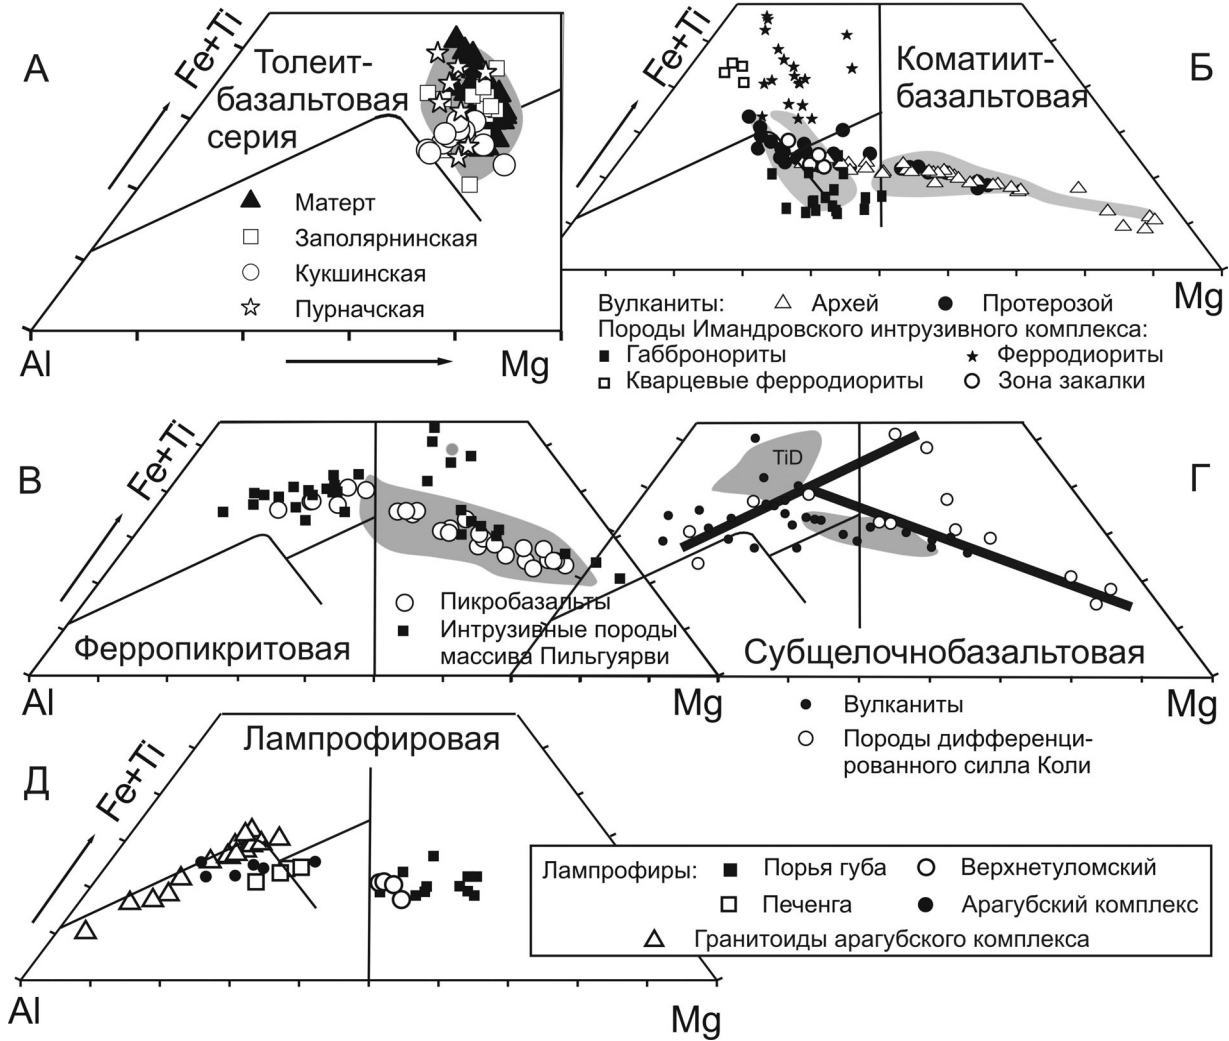 А
Fe+Ti
Толеит-
базальтовая
серия
Матерт
Заполярнинская
Кукшинская
Пурначская
Al
Mg
Б
Fe+Ti
Коматиит-
базальтовая
Mg
Вулканиты: Архей Протерозой
Породы Имандровского интрузивного комплекса:
Габбронориты Ферродиориты
Кварцевые ферродиориты Зона закалки
В
Fe+Ti
Пикробазальты
Интрузивные породы
массива Пильгуярви
Ферропикритовая
Al
Mg
Г
TiD
Субщелочнобазальтовая
Mg
Вулканиты
Породы дифференци-
рованного силла Коли
Д
Fe+Ti
Лампрофировая
Al
Mg
Лампрофиры: Порья губа Верхнетуломский
Печенга Арагубский комплекс
Гранитоиды арагубского комплекса